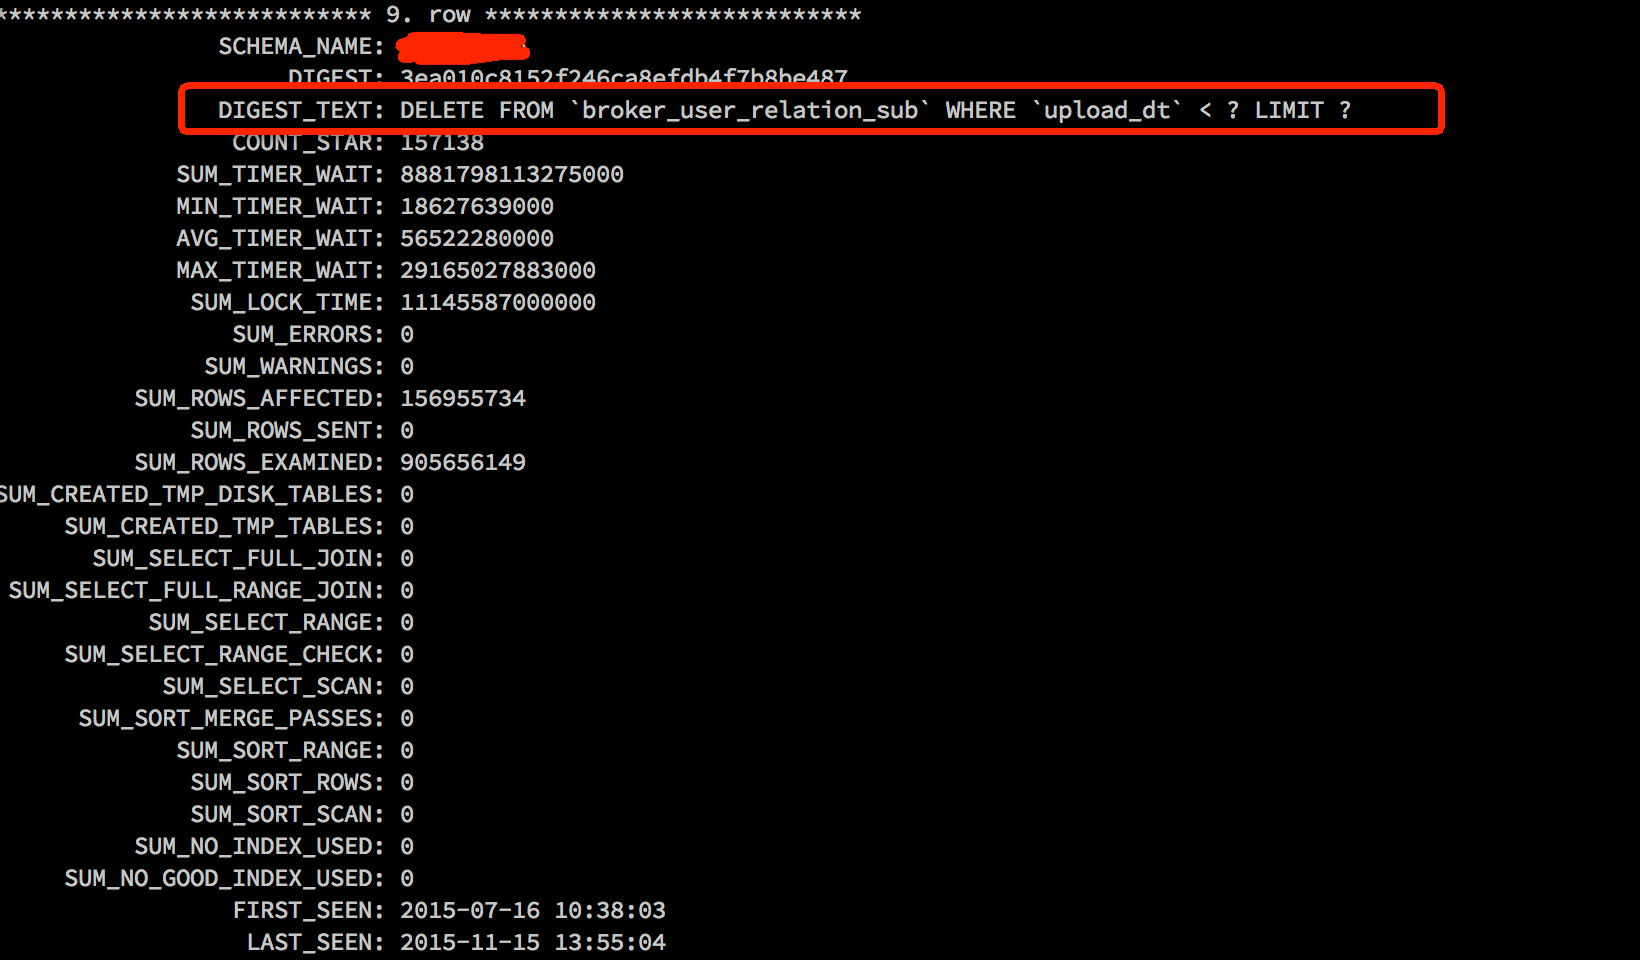 *************************** 9. row ***************************
SCHEMA_NAME:
DIGEST: 3ea010c8152f246ca8efdb4f7b8be487
DIGEST_TEXT: DELETE FROM `broker_user_relation_sub` WHERE `upload_dt` < ? LIMIT ?
COUNT_STAR: 157138
SUM_TIMER_WAIT: 8881798113275000
MIN_TIMER_WAIT: 18627639000
AVG_TIMER_WAIT: 56522280000
MAX_TIMER_WAIT: 29165027883000
SUM_LOCK_TIME: 11145587000000
SUM_ERRORS: 0
SUM_WARNINGS: 0
SUM_ROWS_AFFECTED: 156955734
SUM_ROWS_SENT: 0
SUM_ROWS_EXAMINED: 905656149
SUM_CREATED_TMP_DISK_TABLES: 0
SUM_CREATED_TMP_TABLES: 0
SUM_SELECT_FULL_JOIN: 0
SUM_SELECT_FULL_RANGE_JOIN: 0
SUM_SELECT_RANGE: 0
SUM_SELECT_RANGE_CHECK: 0
SUM_SELECT_SCAN: 0
SUM_SORT_MERGE_PASSES: 0
SUM_SORT_RANGE: 0
SUM_SORT_ROWS: 0
SUM_SORT_SCAN: 0
SUM_NO_INDEX_USED: 0
SUM_NO_GOOD_INDEX_USED: 0
FIRST_SEEN: 2015-07-16 10:38:03
LAST_SEEN: 2015-11-15 13:55:04